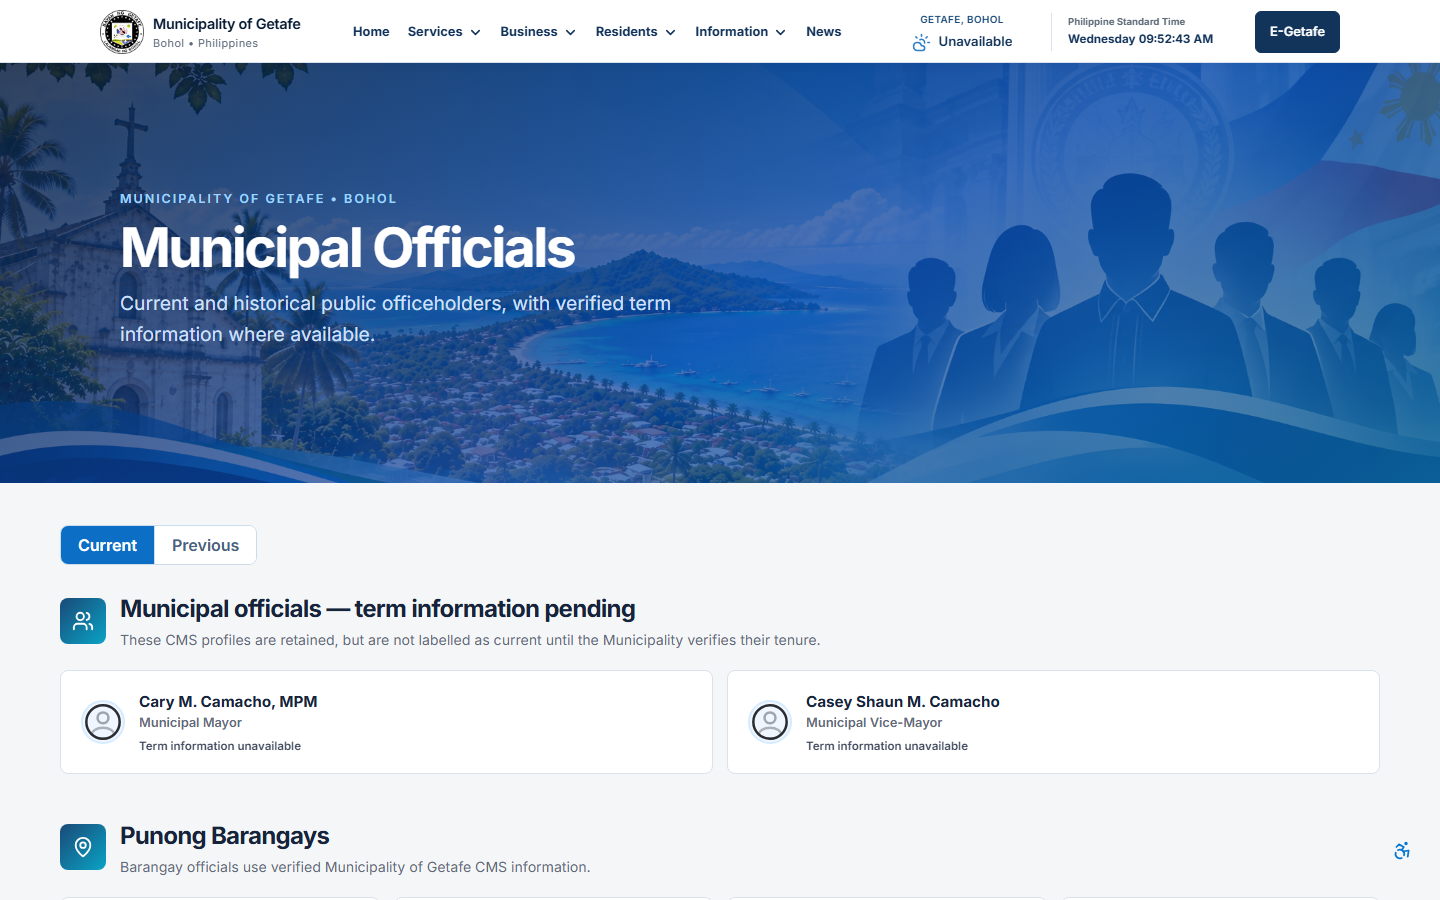 Municipality of Getafe
Bohol • Philippines
Home
Services
Business
Residents
Information
News
GETAFE, BOHOL
Unavailable
Philippine Standard Time
Wednesday 09:52:43 AM
E-Getafe
MUNICIPALITY OF GETAFE • BOHOL
Municipal Officials
Current and historical public officeholders, with verified term
information where available.
Current
Previous
Municipal officials — term information pending
These CMS profiles are retained, but are not labelled as current until the Municipality verifies their tenure.
Cary M. Camacho, MPM
Municipal Mayor
Term information unavailable
Casey Shaun M. Camacho
Municipal Vice-Mayor
Term information unavailable
Punong Barangays
Barangay officials use verified Municipality of Getafe CMS information.